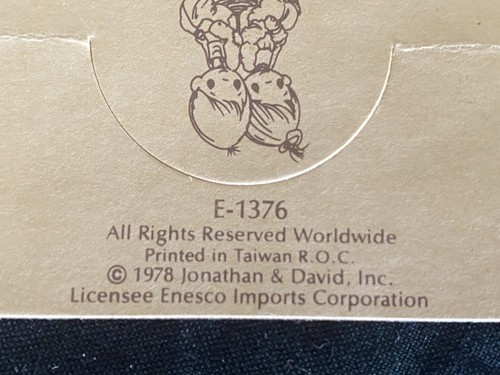 E-1376
All Rights Reserved Worldwide
Printed in Taiwan R.O.C.
© 1978 Jonathan & David, Inc.
Licensee Enesco Imports Corporation